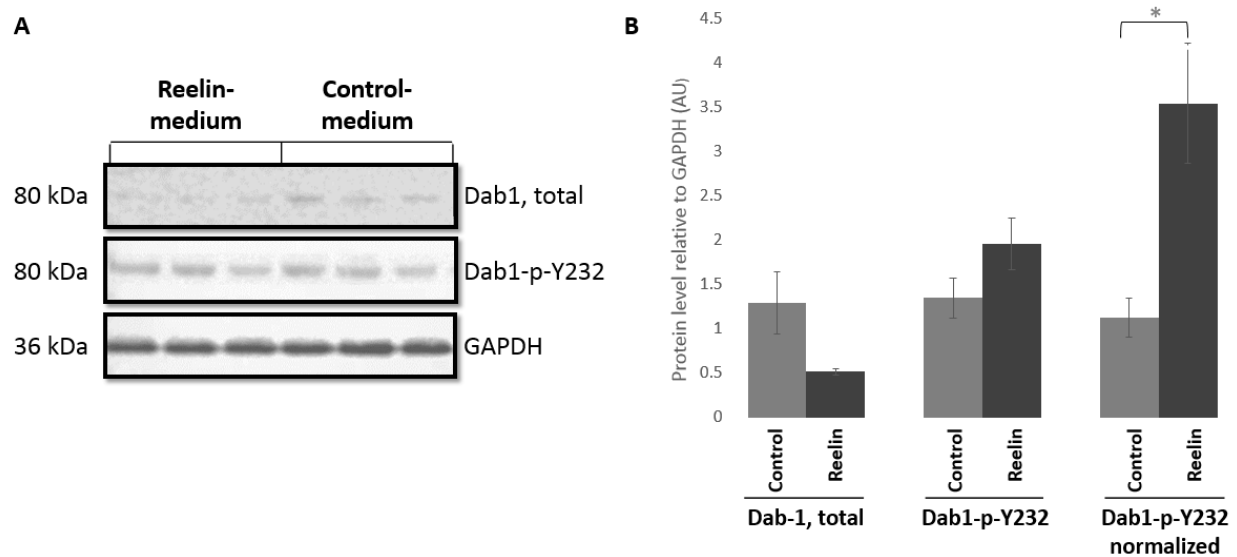 A
Reelin-
medium
Control-
medium
80 kDa
Dab1, total
80 kDa
Dab1-p-Y232
36 kDa
GAPDH
B
Protein level relative to GAPDH (AU)
4.5
4
3.5
3
2.5
2
1.5
1
0.5
0
*
Control
Reelin
Control
Reelin
Control
Reelin
Dab-1, total
Dab1-p-Y232
Dab1-p-Y232
normalized